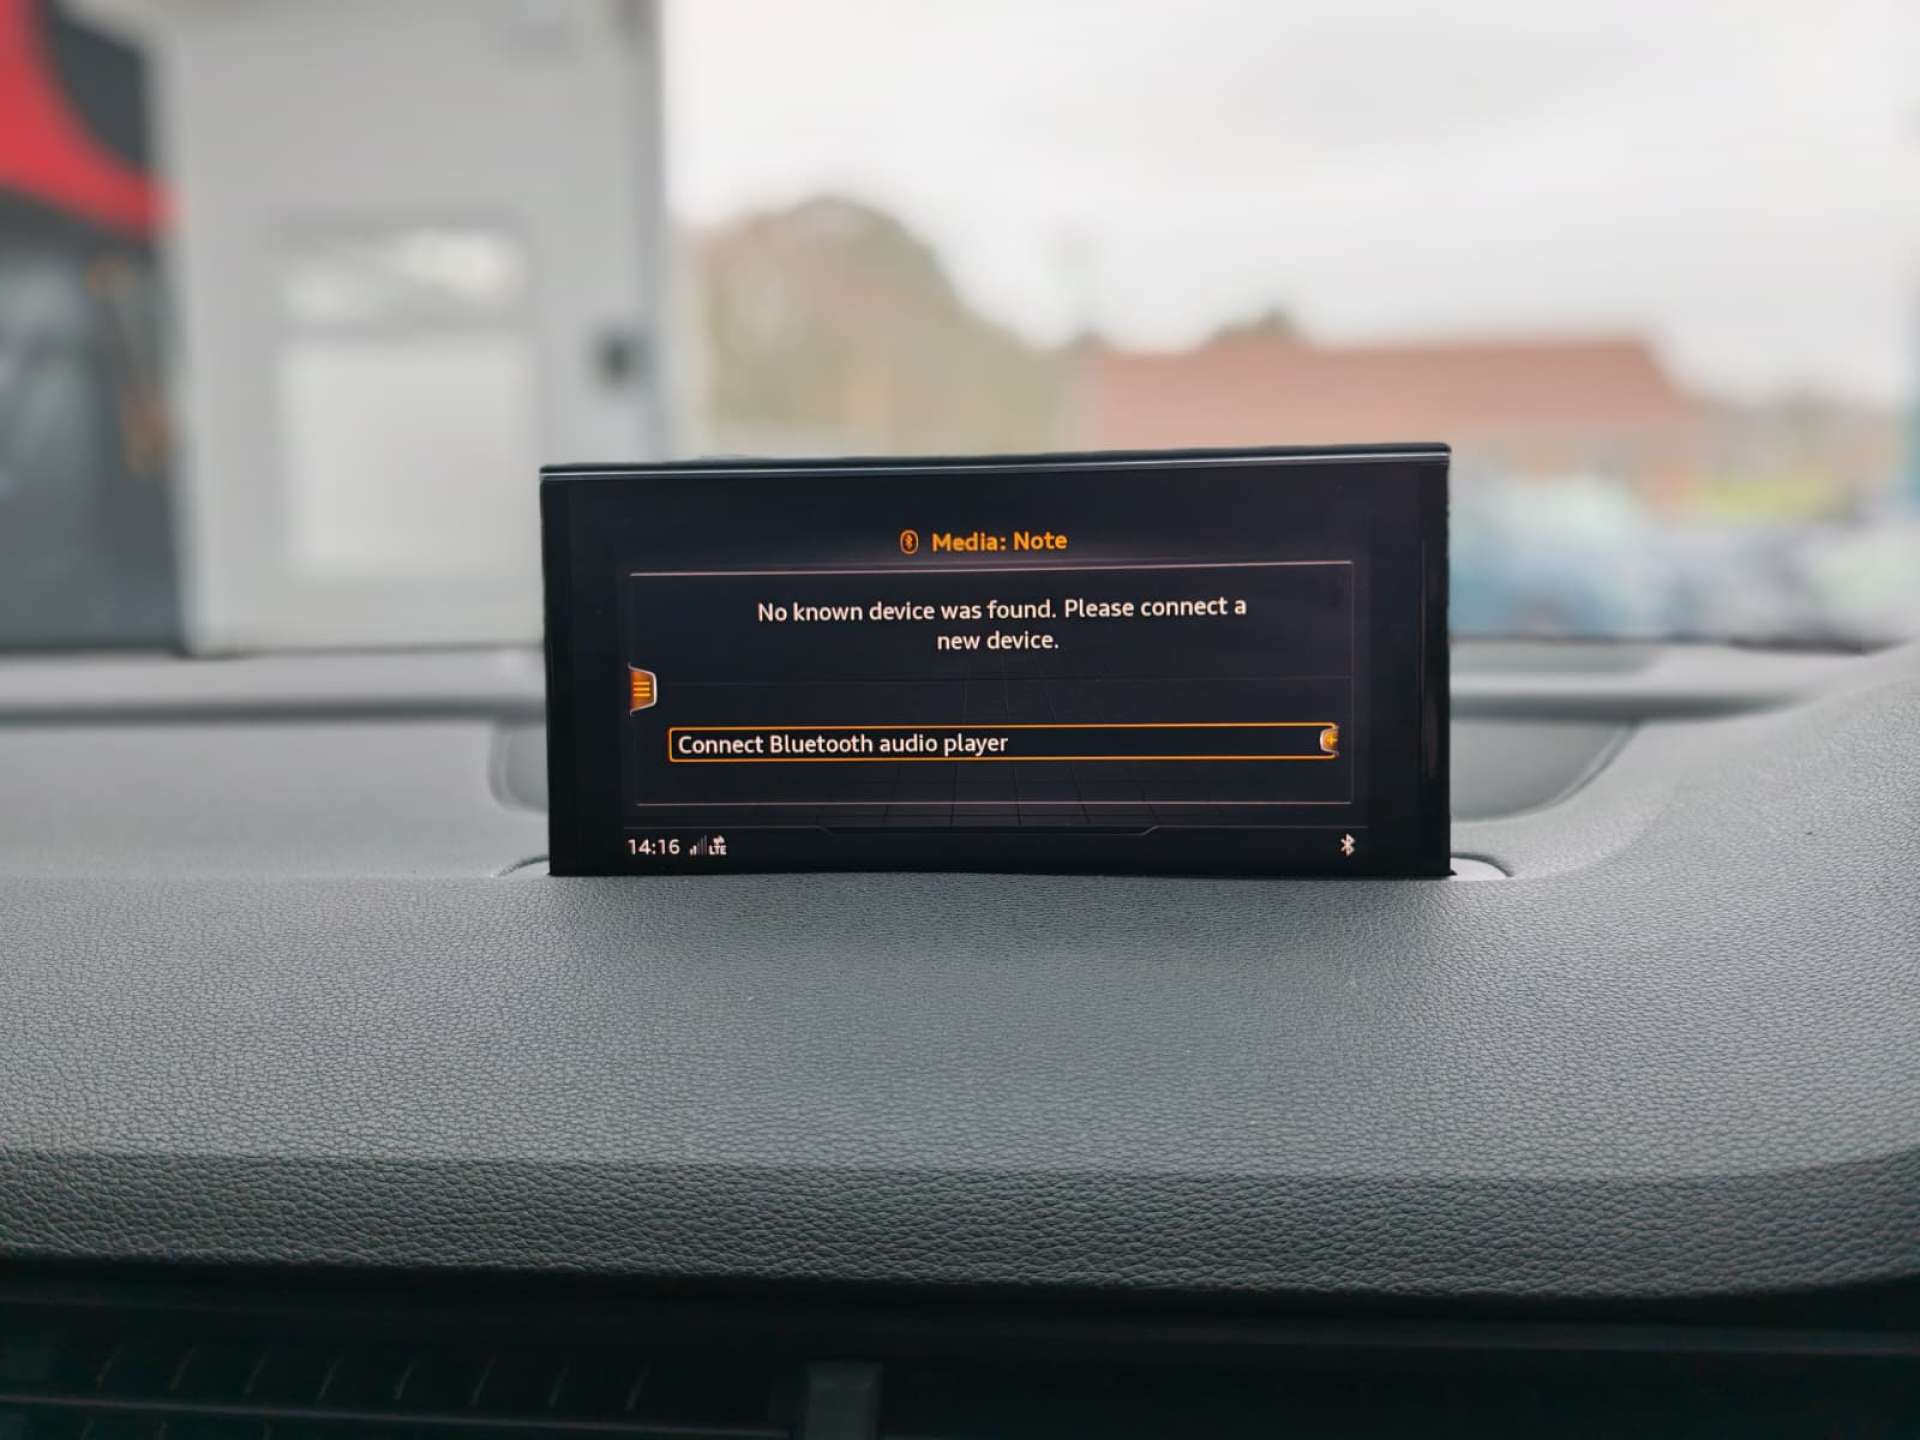 Media: Note
No known device was found. Please connect a
new device.
Connect Bluetooth audio player
14:16 LTE